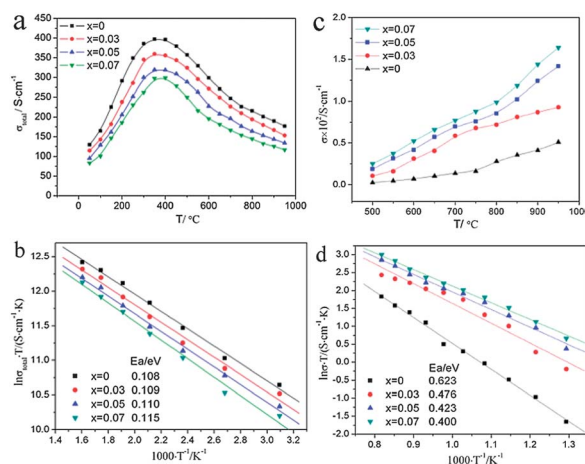 a
x=0
x=0.03
x=0.05
x=0.07
σtotal/ S·cm-1
450
400
350
300
250
200
150
100
50
0
0 200 400 600 800 1000
T/ °C
c
x=0.07
x=0.05
x=0.03
x=0
σ×10²/S·cm-1
2.0
1.5
1.0
0.5
0.0
500 600 700 800 900 1000
T/ °C
b
lnσtotal·T/(S·cm-1·K)
12.5
12.0
11.5
11.0
10.5
10.0
Ea/eV
x=0 0.108
x=0.03 0.109
x=0.05 0.110
x=0.07 0.115
1.4 1.6 1.8 2.0 2.2 2.4 2.6 2.8 3.0 3.2
1000·T-1/K-1
d
lnσ·T/(S·cm-1·K)
3.0
2.5
2.0
1.5
1.0
0.5
0.0
-0.5
-1.0
-1.5
-2.0
Ea/eV
x=0 0.623
x=0.03 0.476
x=0.05 0.423
x=0.07 0.400
0.7 0.8 0.9 1.0 1.1 1.2 1.3
1000·T-1/K-1